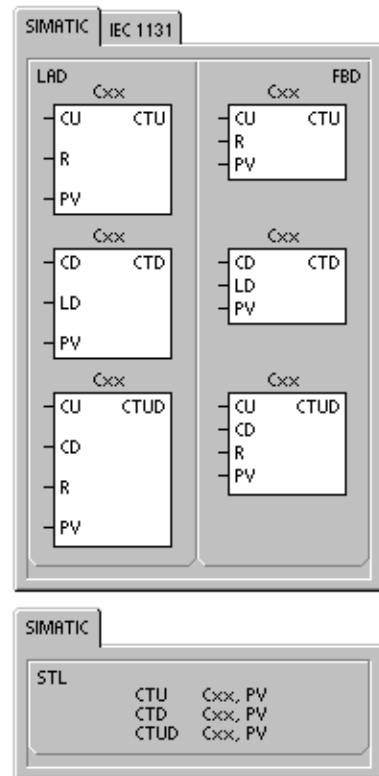 SIMATIC IEC 1131
LAD FBD
Cxx Cxx
CU CTU CU CTU
R R
PV PV
Cxx Cxx
CD CTD CD CTD
LD LD
PV PV
Cxx Cxx
CU CTUD CU CTUD
CD CD
R R
PV PV
SIMATIC
STL
CTU Cxx, PV
CTD Cxx, PV
CTUD Cxx, PV